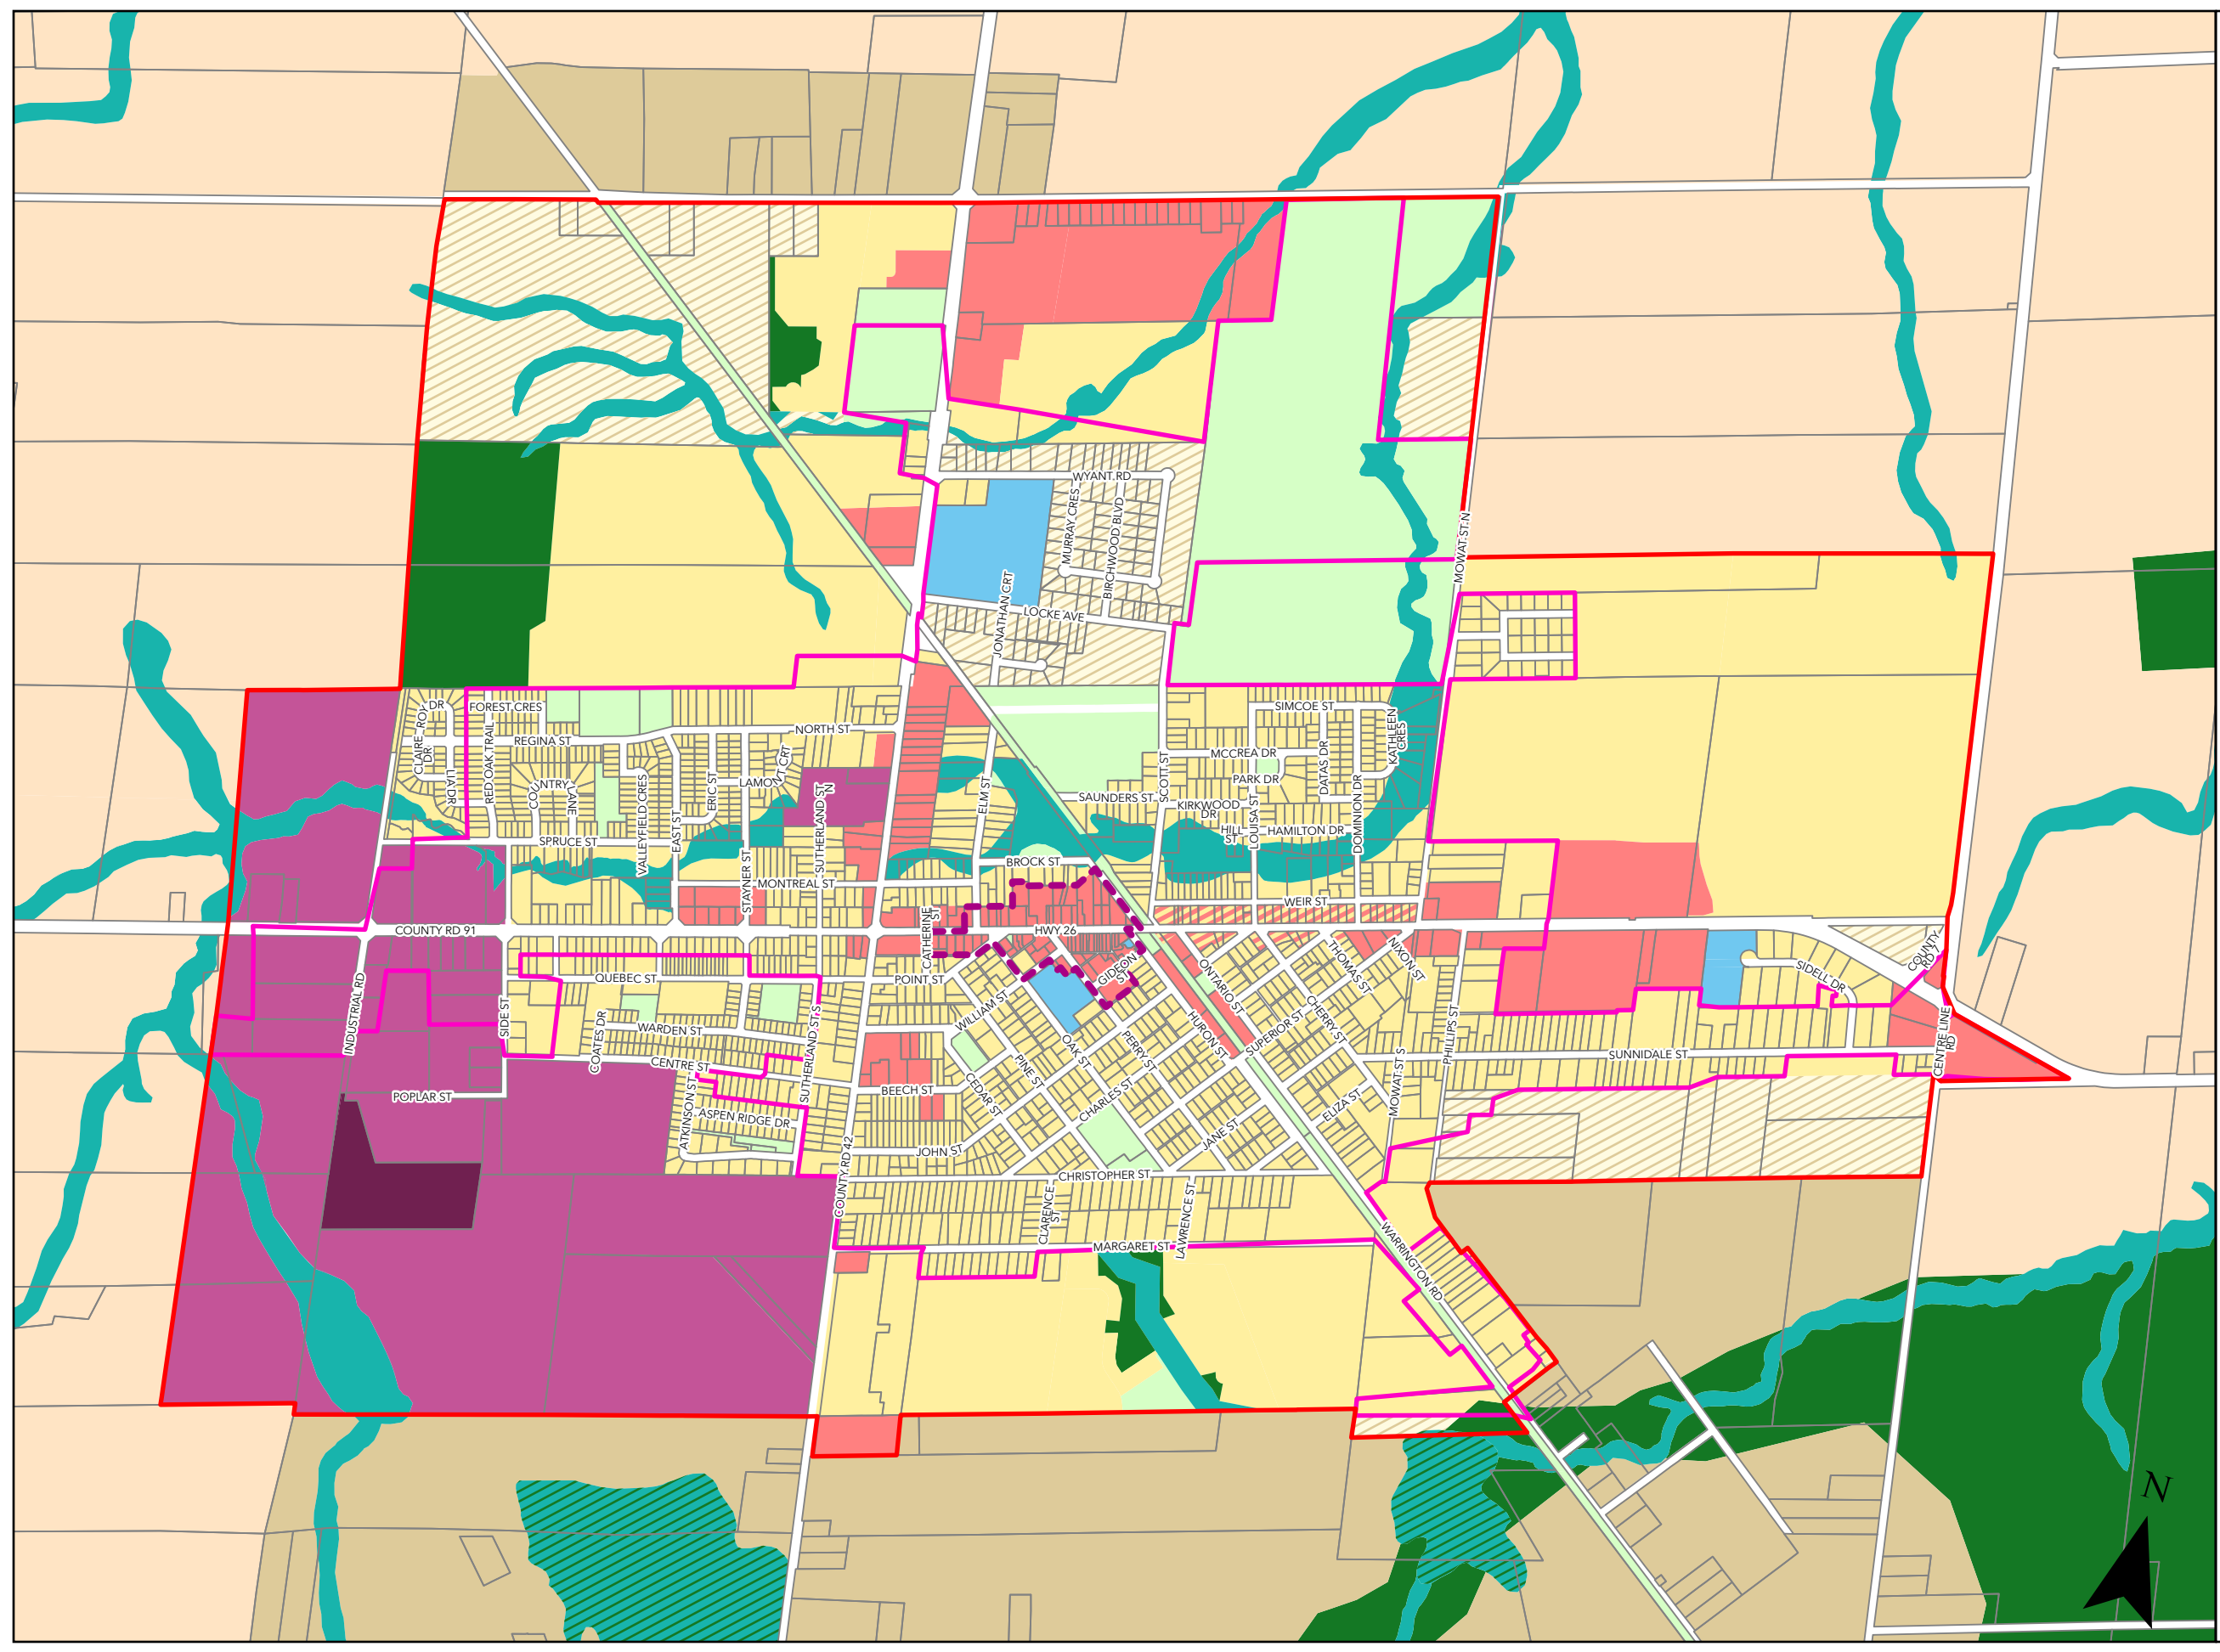 WYANT RD
MURRAY CRES
BIRCHWOOD BLVD
MOWAT ST N
JONATHAN CRT
LOCKE AVE
CLAIRE
ROY
DR
DR
FOREST CRES
REGINA ST
RED OAK TRAIL
LIA DR
COUNTRY
LANE
NORTH ST
LAMONT CRT
ERIC ST
EAST ST
VALLEYFIELD CRES
SPRUCE ST
STAYNER ST
SUTHERLAND ST
N
MONTREAL ST
ELM ST
BROCK ST
SAUNDERS ST
SCOTT ST
SIMCOE ST
MCCREA DR
PARK DR
KIRKWOOD
DR
HILL
ST
LOUISA ST
HAMILTON DR
DATAS DR
DOMINION DR
KATHLEEN
CRES
WEIR ST
COUNTY RD 91
HWY 26
CATHERINE
ST
POINT ST
QUEBEC ST
WARDEN ST
COATES DR
CENTRE ST
SUTHERLAND ST S
INDUSTRIAL RD
SIDE ST
POPLAR ST
ATKINSON ST
ASPEN RIDGE DR
COUNTY RD 42
BEECH ST
JOHN ST
WILLIAM ST
GIDEON
ST
CEDAR ST
PINE ST
OAK ST
PERRY ST
CHARLES ST
HURON ST
ONTARIO ST
SUPERIOR ST
CHERRY ST
THOMAS ST
NIXON ST
PHILLIPS ST
MOWAT ST S
ELIZA ST
JANE ST
CHRISTOPHER ST
CLARENCE
ST
LAWRENCE ST
MARGARET ST
WARRINGTON RD
SUNNIDALE ST
SIDELL DR
COUNTY
RD 7
CENTRE LINE
RD
N